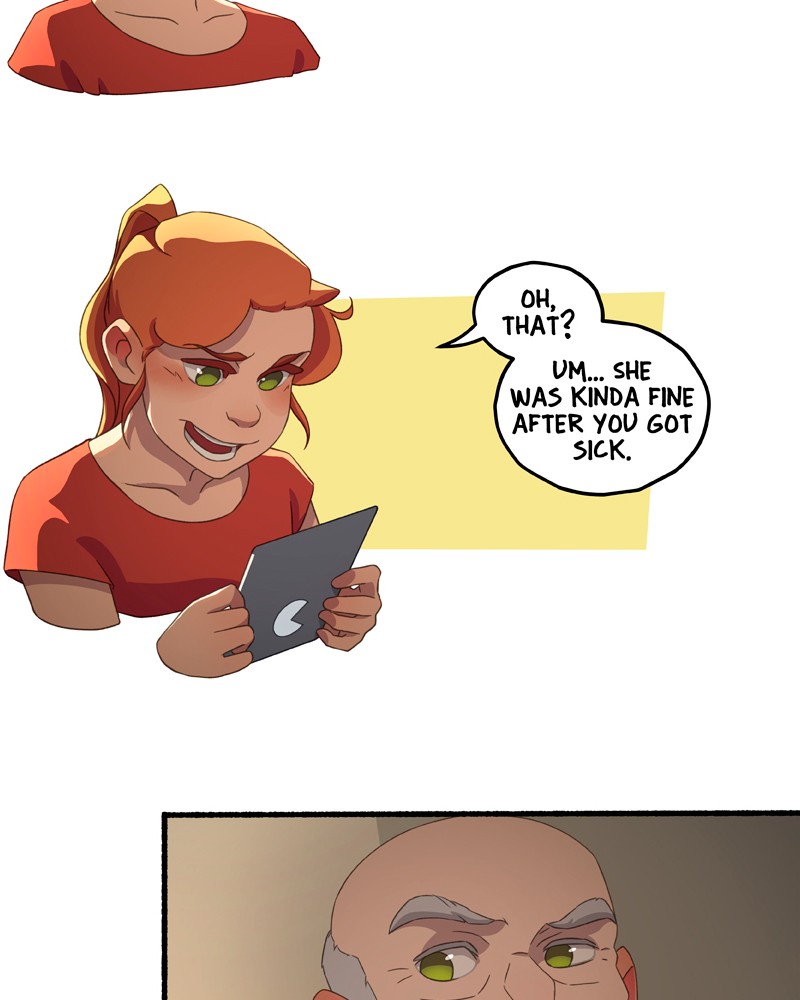 OH,
THAT?
UM... SHE
WAS KINDA FINE
AFTER YOU GOT
SICK.